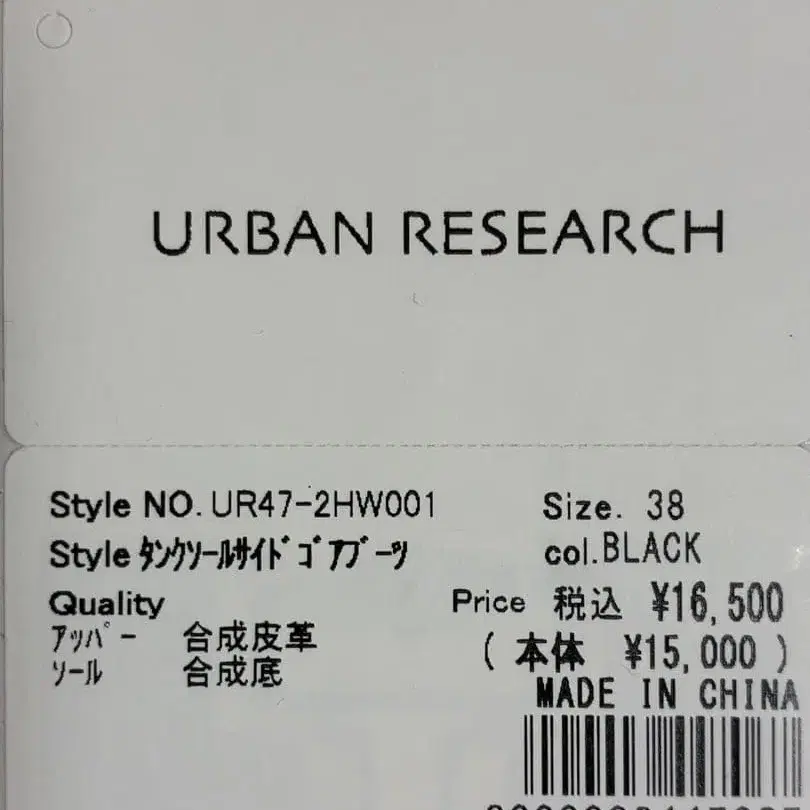 URBAN RESEARCH
Style NO. UR47-2HW001 Size. 38
Style ﾀﾝｸｿｰﾙｻｲﾄﾞｺﾞｱﾌﾞｰﾂ col.BLACK
Quality Price 税込 ¥16,500
ｱｯﾊﾟｰ 合成皮革 ( 本体 ¥15,000 )
ｿｰﾙ 合成底
MADE IN CHINA